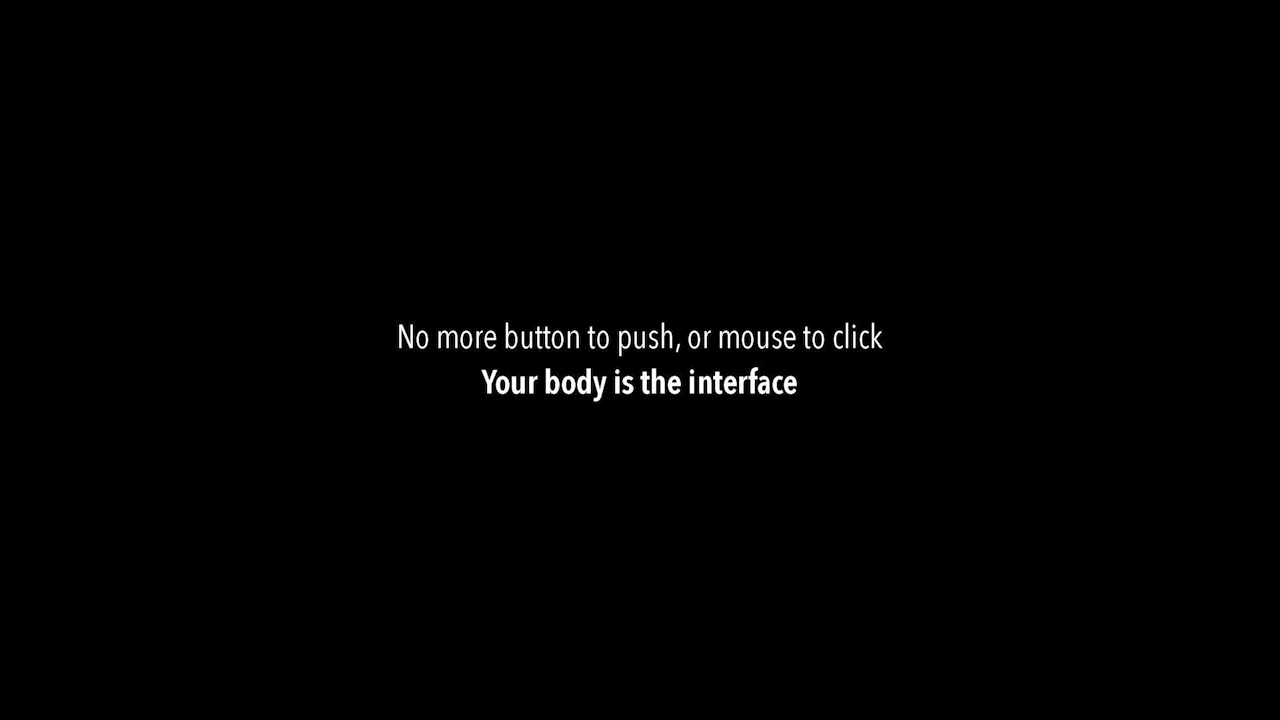 No more button to push, or mouse to click
Your body is the interface